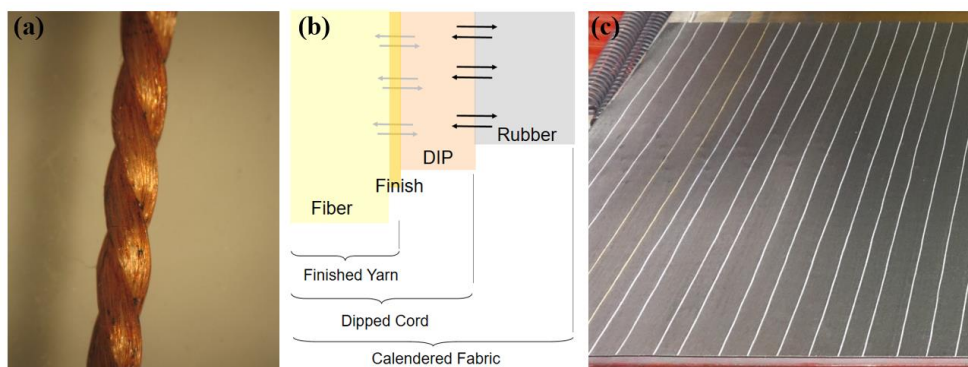 (a)
(b)
(c)
Rubber
DIP
Finish
Fiber
Finished Yarn
Dipped Cord
Calendered Fabric